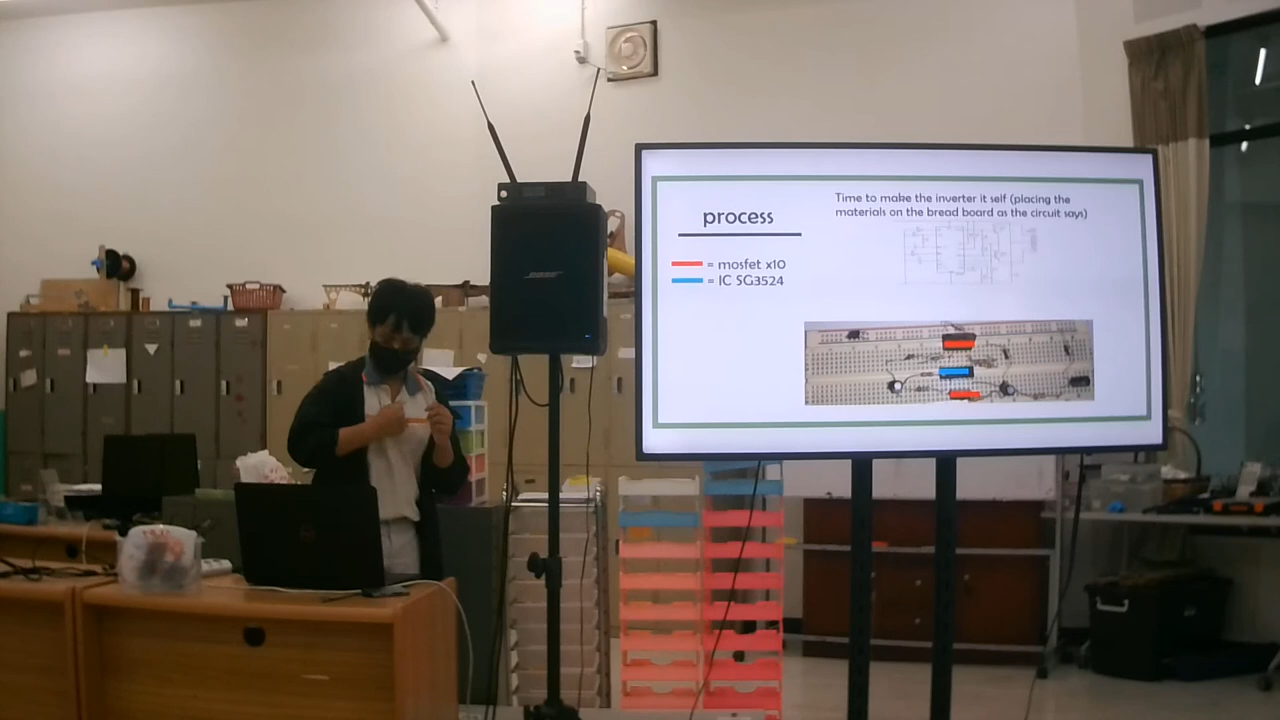 BOSE
process
Time to make the inverter it self (placing the
materials on the bread board as the circuit says)
= mosfet x10
= IC SG3524